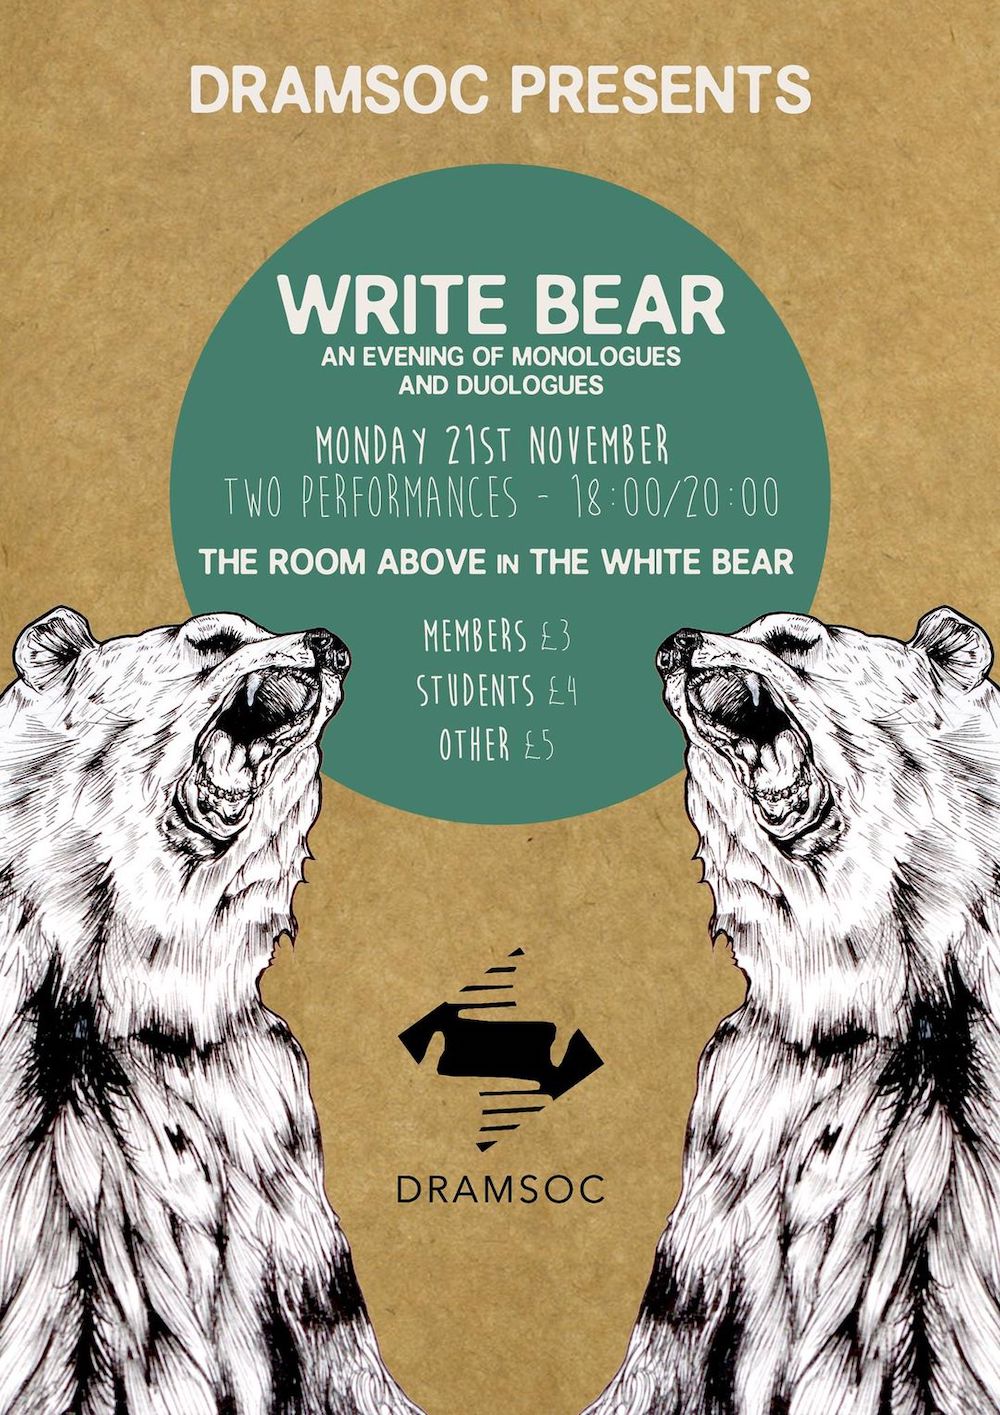 DRAMSOC PRESENTS
WRITE BEAR
AN EVENING OF MONOLOGUES
AND DUOLOGUES
MONDAY 21ST NOVEMBER
TWO PERFORMANCES - 18:00/20:00
THE ROOM ABOVE IN THE WHITE BEAR
MEMBERS £3
STUDENTS £4
OTHER £5
DRAMSOC